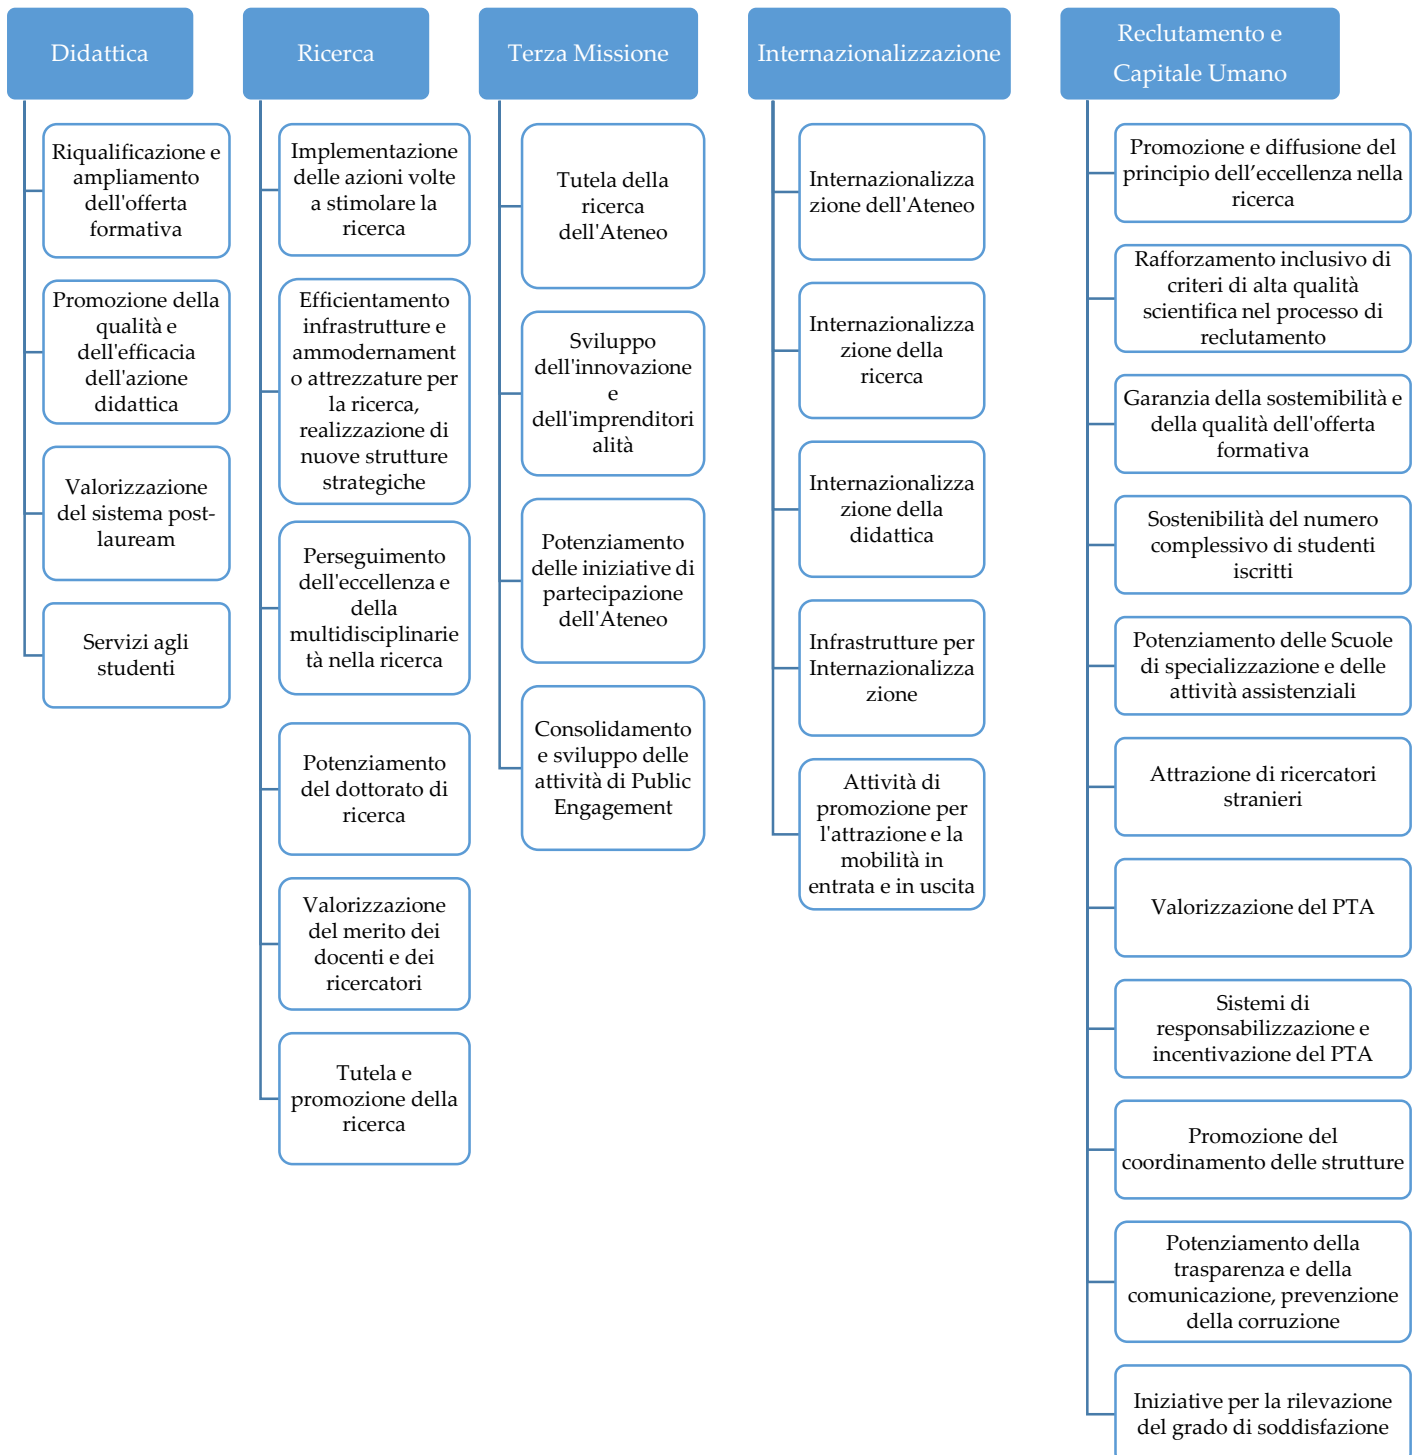 Didattica
Riqualificazione e
ampliamento
dell'offerta
formativa
Promozione della
qualità e
dell'efficacia
dell'azione
didattica
Valorizzazione
del sistema post-
lauream
Servizi agli
studenti
Ricerca
Implementazione
delle azioni volte
a stimolare la
ricerca
Efficientamento
infrastrutture e
ammodernament
o attrezzature per
la ricerca,
realizzazione di
nuove strutture
strategiche
Perseguimento
dell'eccellenza e
della
multidisciplinarie
tà nella ricerca
Potenziamento
del dottorato di
ricerca
Valorizzazione
del merito dei
docenti e dei
ricercatori
Tutela e
promozione della
ricerca
Terza Missione
Tutela della
ricerca
dell'Ateneo
Sviluppo
dell'innovazione
e
dell'imprenditori
alità
Potenziamento
delle iniziative di
partecipazione
dell'Ateneo
Consolidamento
e sviluppo delle
attività di Public
Engagement
Internazionalizzazione
Internazionalizza
zione dell'Ateneo
Internazionalizza
zione della
ricerca
Internazionalizza
zione della
didattica
Infrastrutture per
Internazionalizza
zione
Attività di
promozione per
l'attrazione e la
mobilità in
entrata e in uscita
Reclutamento e
Capitale Umano
Promozione e diffusione del
principio dell’eccellenza nella
ricerca
Rafforzamento inclusivo di
criteri di alta qualità
scientifica nel processo di
reclutamento
Garanzia della sostemibilità e
della qualità dell'offerta
formativa
Sostenibilità del numero
complessivo di studenti
iscritti
Potenziamento delle Scuole
di specializzazione e delle
attività assistenziali
Attrazione di ricercatori
stranieri
Valorizzazione del PTA
Sistemi di
responsabilizzazione e
incentivazione del PTA
Promozione del
coordinamento delle strutture
Potenziamento della
trasparenza e della
comunicazione, prevenzione
della corruzione
Iniziative per la rilevazione
del grado di soddisfazione